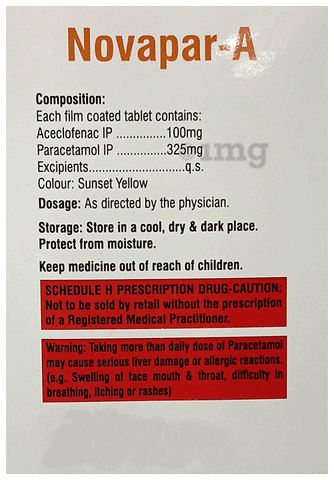 Novapar-A
Composition:
Each film coated tablet contains:
Aceclofenac IP ...............100mg
Paracetamol IP ...............325mg
Excipients............................q.s.
Colour: Sunset Yellow
Dosage: As directed by the physician.
Storage: Store in a cool, dry & dark place.
Protect from moisture.
Keep medicine out of reach of children.
SCHEDULE H PRESCRIPTION DRUG-CAUTION:
Not to be sold by retail without the prescription
of a Registered Medical Practitioner.
Warning: Taking more than daily dose of Paracetamol
may cause serious liver damage or allergic reactions.
(e.g. Swelling of face mouth & throat, difficulty in
breathing, itching or rashes)